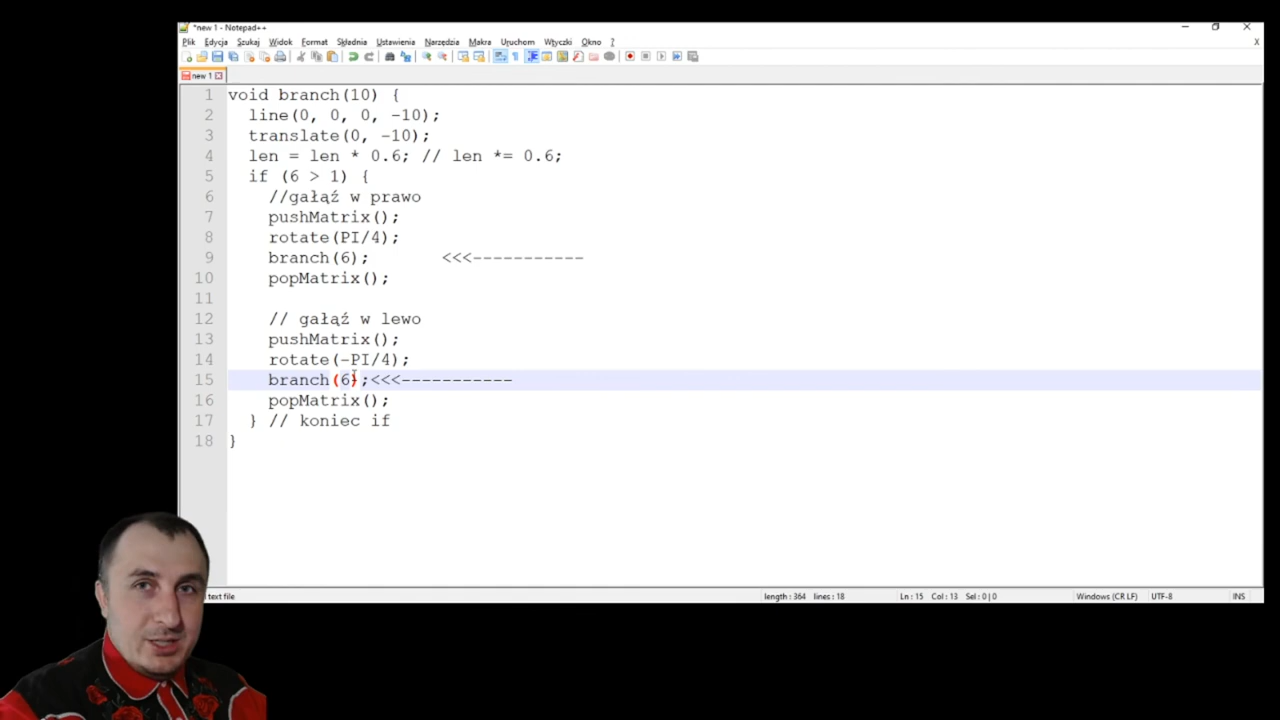 *new 1 - Notepad++
Plik Edycja Szukaj Widok Format Składnia Ustawienia Narzędzia Makra Uruchom Wtyczki Okno ? X
new 1
1 void branch(10) {
2 line(0, 0, 0, -10);
3 translate(0, -10);
4 len = len * 0.6; // len *= 0.6;
5 if (6 > 1) {
6 //gałąź w prawo
7 pushMatrix();
8 rotate(PI/4);
9 branch(6); <<<-----------
10 popMatrix();
11
12 // gałąź w lewo
13 pushMatrix();
14 rotate(-PI/4);
15 branch(6);<<<-----------
16 popMatrix();
17 } // koniec if
18 }
text file length : 364 lines : 18 Ln : 15 Col : 13 Sel : 0 | 0 Windows (CR LF) UTF-8 INS